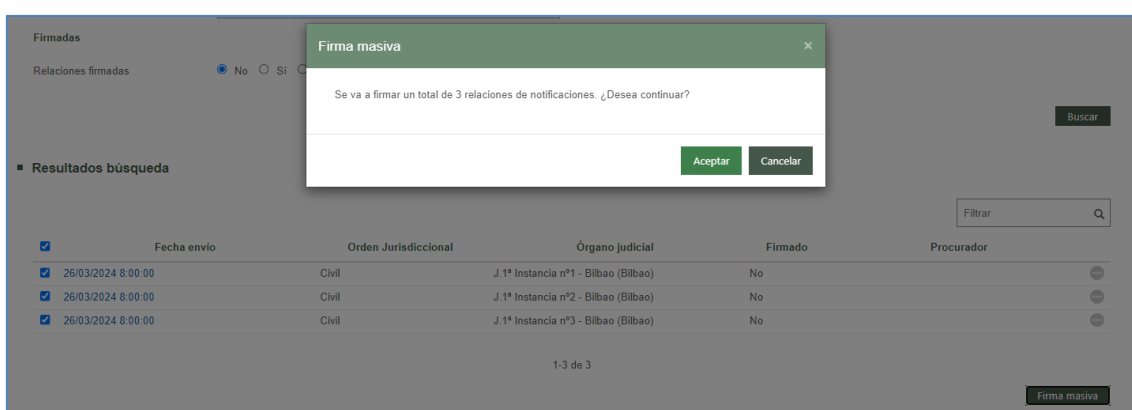 Firmadas
Relaciones firmadas No Sí
Firma masiva ×
Se va a firmar un total de 3 relaciones de notificaciones. ¿Desea continuar?
Aceptar Cancelar
Buscar
Resultados búsqueda
Filtrar
Fecha envío Orden Jurisdiccional Órgano judicial Firmado Procurador
26/03/2024 8:00:00 Civil J.1ª Instancia nº1 - Bilbao (Bilbao) No
26/03/2024 8:00:00 Civil J.1ª Instancia nº2 - Bilbao (Bilbao) No
26/03/2024 8:00:00 Civil J.1ª Instancia nº3 - Bilbao (Bilbao) No
1-3 de 3
Firma masiva